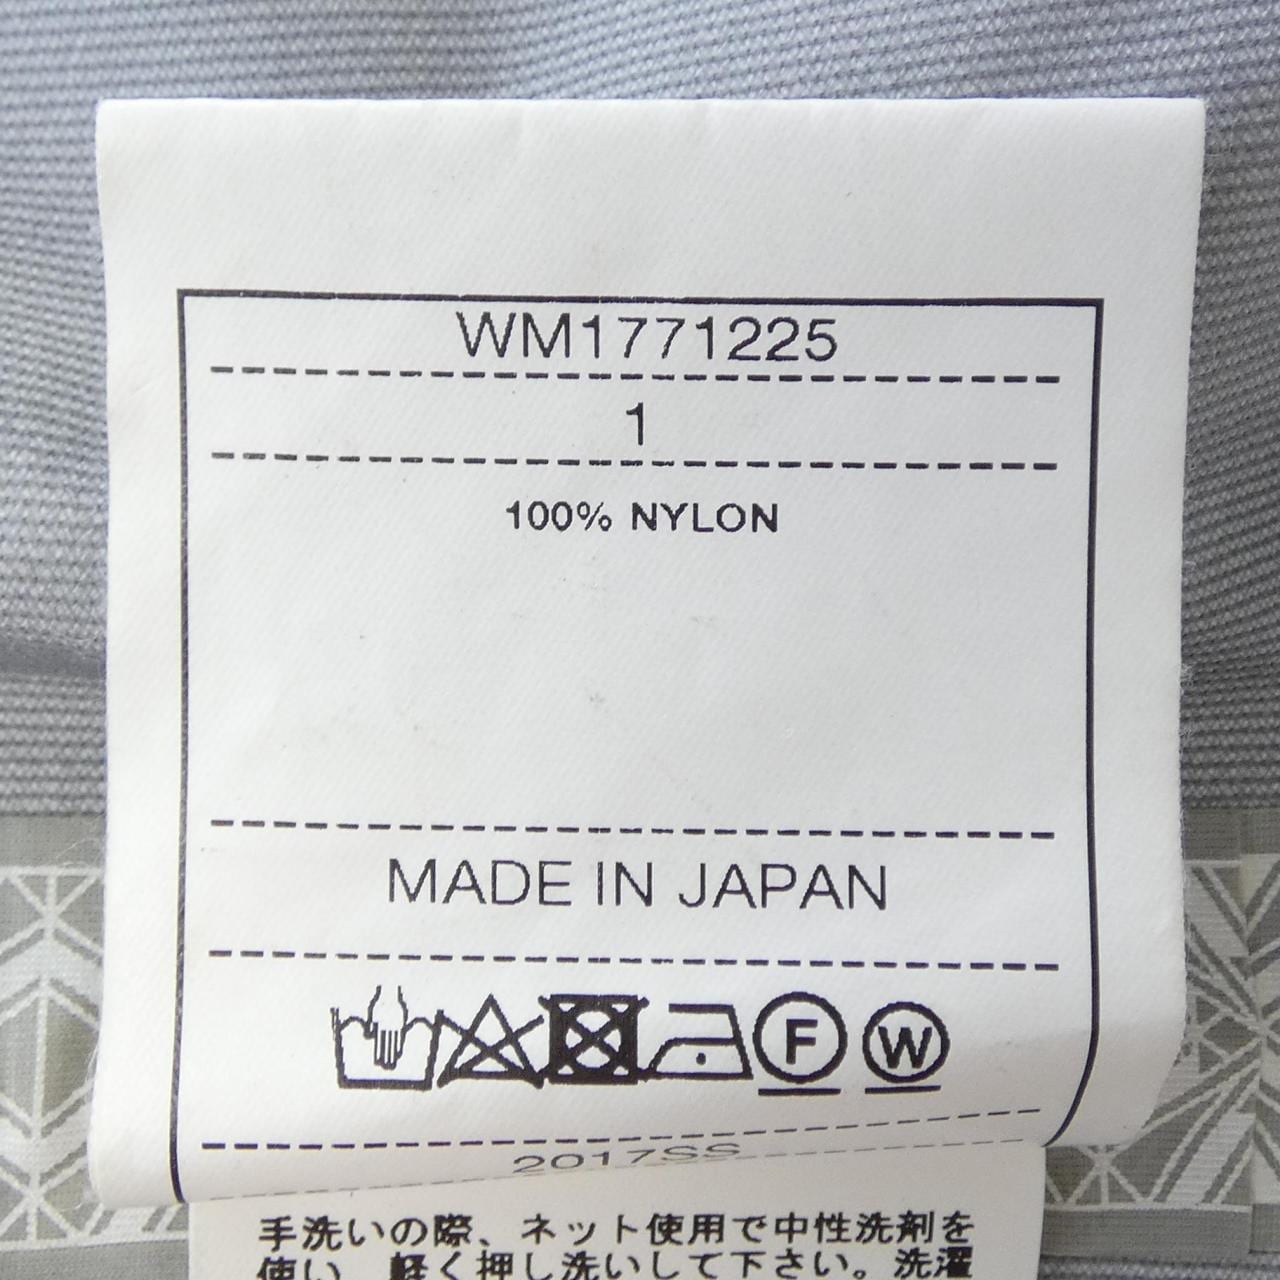 WM1771225
1
100% NYLON
MADE IN JAPAN
F W
2017SS
手洗いの際、ネット使用で中性洗剤を
使い、軽く押し洗いして下さい。洗濯